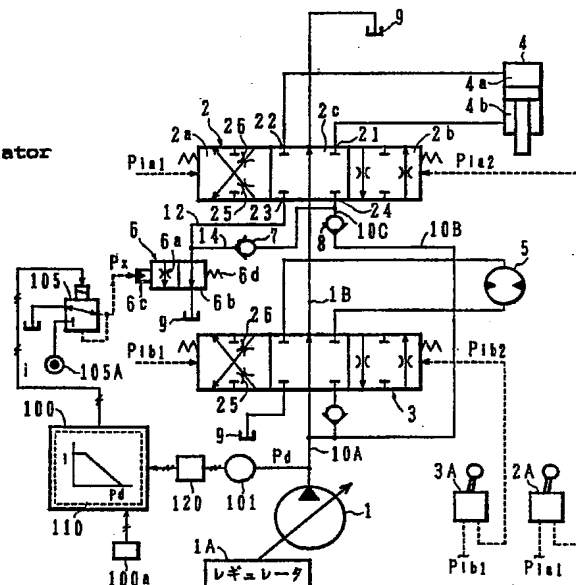 9
4
4a
4b
2
2a
26
22
2c
21
2b
ator
Pia1
Pia2
25
23
24
12
10C
10B
6
6a
14
7
8
5
Px
105
6c
6d
6b
1B
9
26
105A
Pib1
Pib2
i
25
3
100
9
Pd
10A
3A
2A
i
Pd
120
101
1
110
1A
Pib1
Pia1
100a
レギュレータ